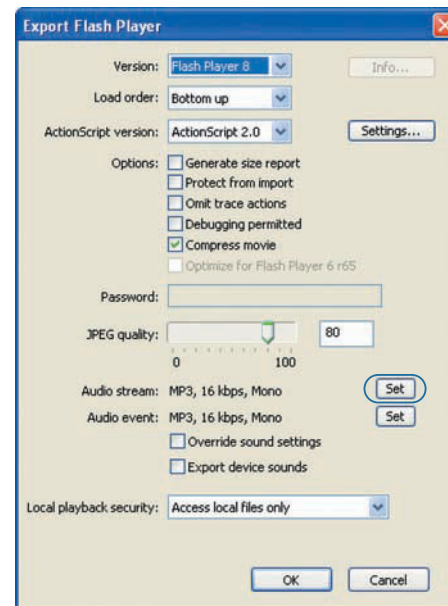 Export Flash Player
Version: Flash Player 8 Info...
Load order: Bottom up
ActionScript version: ActionScript 2.0 Settings...
Options: Generate size report
Protect from import
Omit trace actions
Debugging permitted
Compress movie
Optimize for Flash Player 6 r65
Password:
JPEG quality: 80
0 100
Audio stream: MP3, 16 kbps, Mono Set
Audio event: MP3, 16 kbps, Mono Set
Override sound settings
Export device sounds
Local playback security: Access local files only
OK Cancel